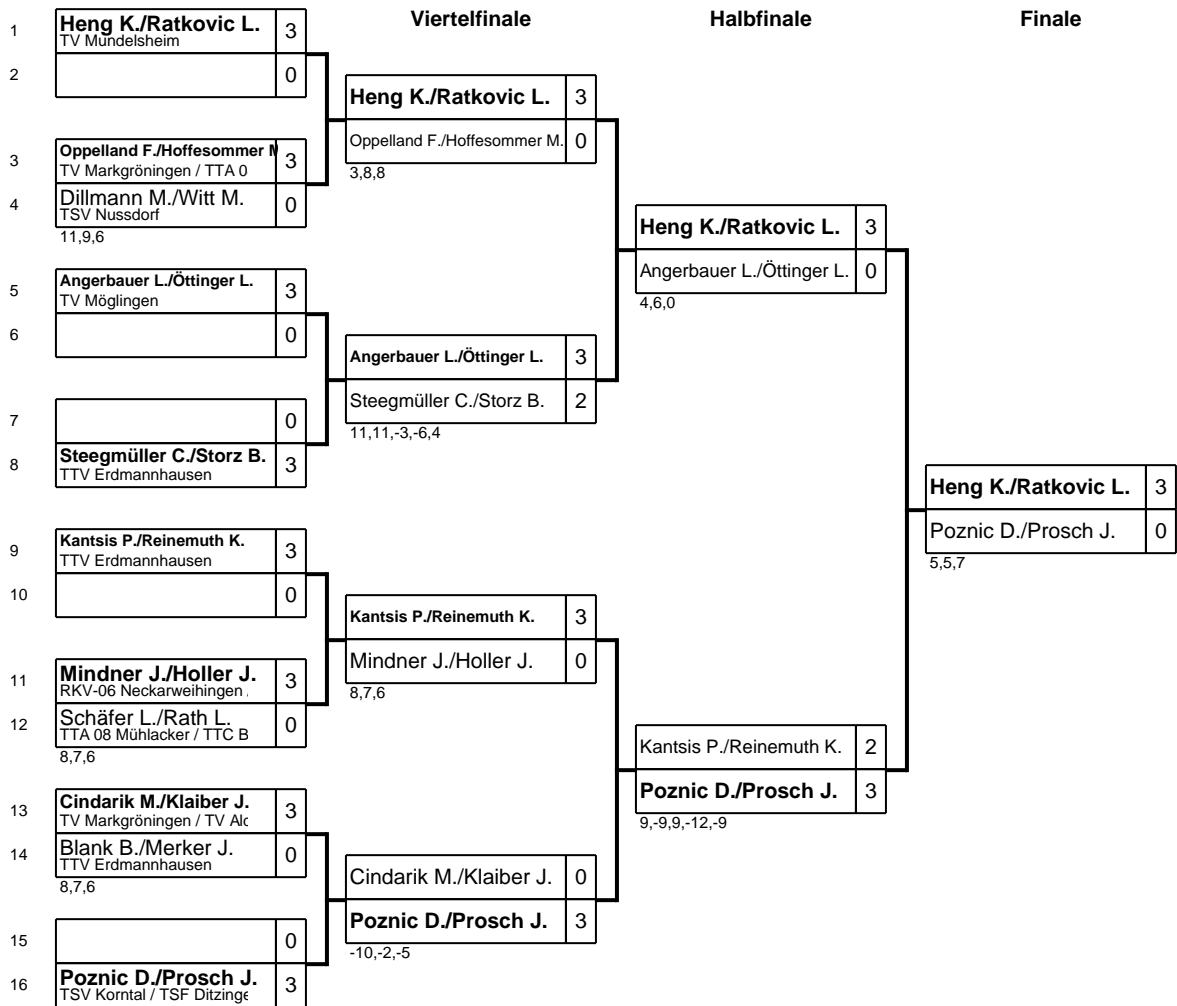 Viertelfinale
Halbfinale
Finale
1
Heng K./Ratkovic L. 3
TV Mundelsheim
2
0
3
Oppelland F./Hoffesommer 3
TV Markgröningen / TTA 0
4
Dillmann M./Witt M. 0
TSV Nussdorf
11,9,6
5
Angerbauer L./Öttinger L. 3
TV Möglingen
6
0
7
0
8
Steegmüller C./Storz B. 3
TTV Erdmannhausen
9
Kantsis P./Reinemuth K. 3
TTV Erdmannhausen
10
0
11
Mindner J./Holler J. 3
RKV-06 Neckarweihingen
12
Schäfer L./Rath L. 0
TTA 08 Mühlacker / TTC B
8,7,6
13
Cindarik M./Klaiber J. 3
TV Markgröningen / TV
14
Blank B./Merker J. 0
TTV Erdmannhausen
8,7,6
15
0
16
Poznic D./Prosch J. 3
TSV Korntal / TSF
Heng K./Ratkovic L. 3
Oppelland F./Hoffesommer M. 0
3,8,8
Angerbauer L./Öttinger L. 3
Steegmüller C./Storz B. 2
11,11,-3,-6,4
Kantsis P./Reinemuth K. 3
Mindner J./Holler J. 0
8,7,6
Cindarik M./Klaiber J. 0
Poznic D./Prosch J. 3
-10,-2,-5
Heng K./Ratkovic L. 3
Angerbauer L./Öttinger L. 0
4,6,0
Kantsis P./Reinemuth K. 2
Poznic D./Prosch J. 3
9,-9,9,-12,-9
Heng K./Ratkovic L. 3
Poznic D./Prosch J. 0
5,5,7